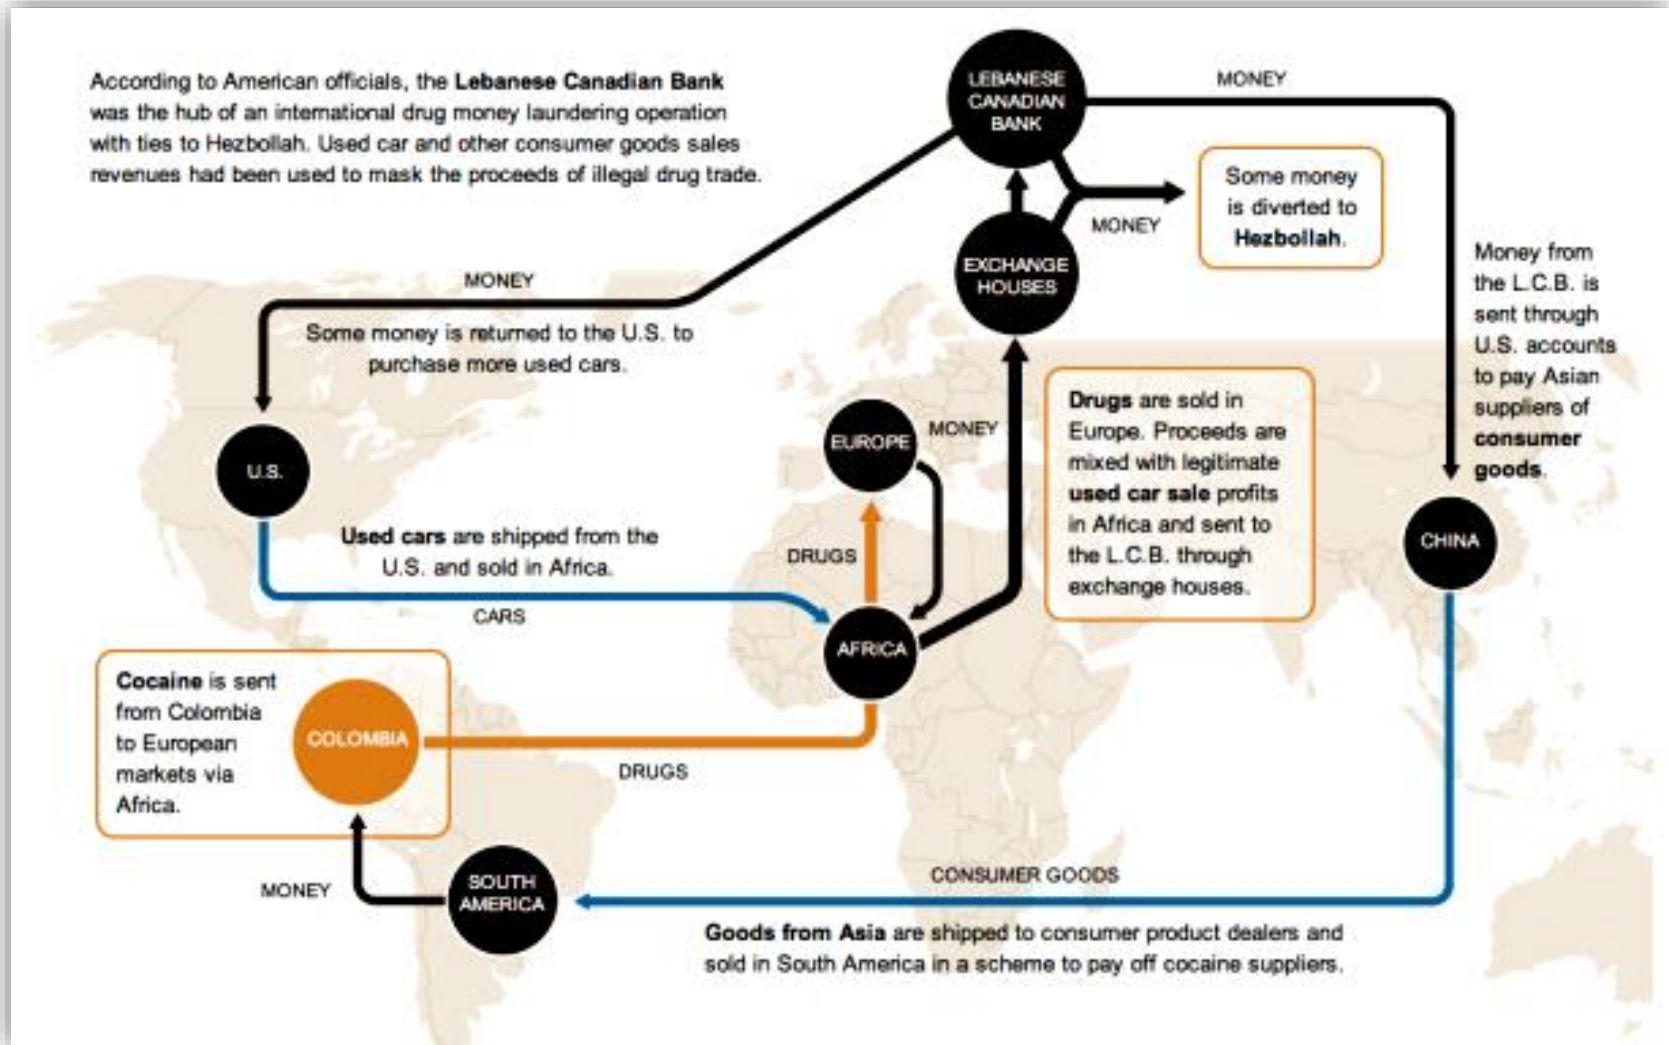 According to American officials, the Lebanese Canadian Bank
was the hub of an international drug money laundering operation
with ties to Hezbollah. Used car and other consumer goods sales
revenues had been used to mask the proceeds of illegal drug trade.
LEBANESE
CANADIAN
BANK
MONEY
Some money
is diverted to
Hezbollah.
MONEY
EXCHANGE
HOUSES
Money from
the L.C.B. is
sent through
U.S. accounts
to pay Asian
suppliers of
consumer
goods.
MONEY
Some money is returned to the U.S. to
purchase more used cars.
U.S.
EUROPE
MONEY
Drugs are sold in
Europe. Proceeds are
mixed with legitimate
used car sale profits
in Africa and sent to
the L.C.B. through
exchange houses.
CHINA
Used cars are shipped from the
U.S. and sold in Africa.
CARS
DRUGS
AFRICA
Cocaine is sent
from Colombia
to European
markets via
Africa.
COLOMBIA
DRUGS
MONEY
SOUTH
AMERICA
CONSUMER GOODS
Goods from Asia are shipped to consumer product dealers and
sold in South America in a scheme to pay off cocaine suppliers.